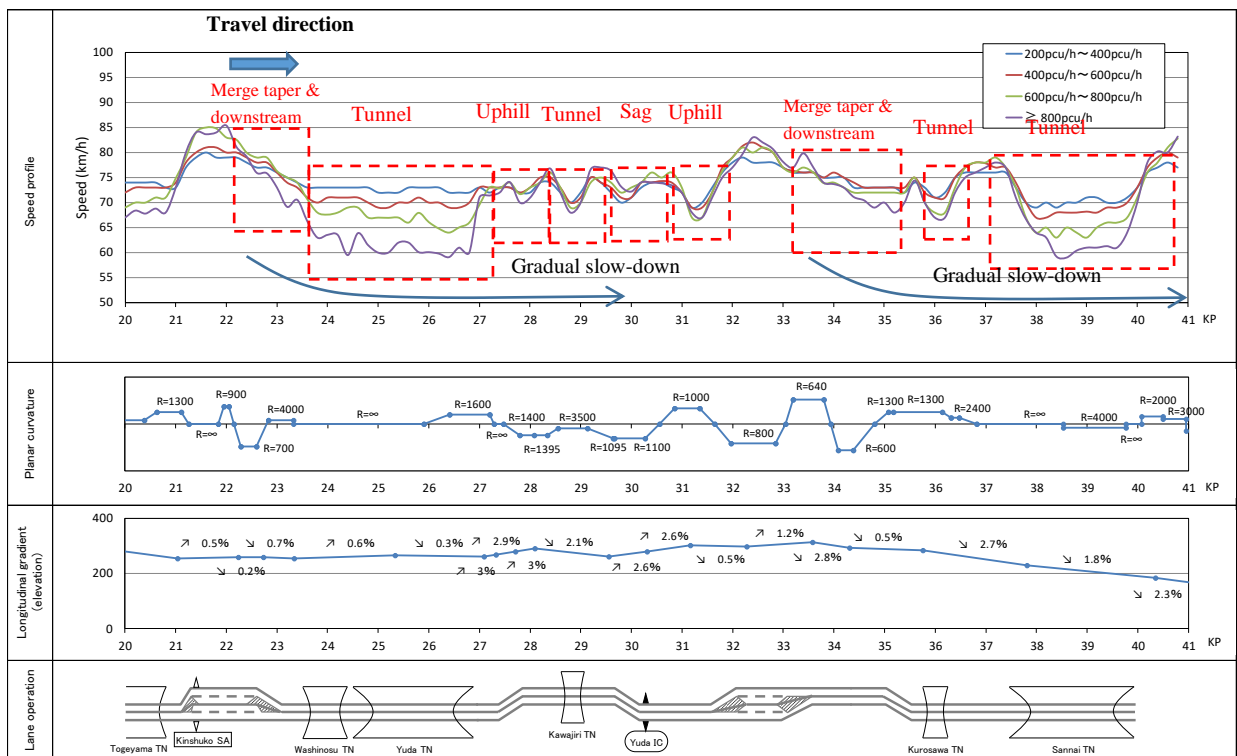 Travel direction
r chart
Speed profile
Speed (km/h)
100
95
90
85
80
75
70
65
60
55
50
200pcu/h～400pcu/h
400pcu/h～600pcu/h
600pcu/h～800pcu/h
≧ 800pcu/h
Merge taper &
downstream
Tunnel
Uphill
Tunnel
Sag
Uphill
Merge taper &
downstream
Tunnel
Tunnel
Gradual slow-down
Gradual slow-down
20 21 22 23 24 25 26 27 28 29 30 31 32 33 34 35 36 37 38 39 40 41 KP
Planar curvature
R=1300
R=∞
R=900
R=700
R=4000
R=∞
R=1600
R=∞
R=1400
R=1395
R=3500
R=1095
R=1100
R=1000
R=800
R=640
R=600
R=1300
R=1300
R=2400
R=∞
R=4000
R=∞
R=2000
R=3000
20 21 22 23 24 25 26 27 28 29 30 31 32 33 34 35 36 37 38 39 40 41 KP
Longitudinal gradient
(elevation)
400
200
0
↗ 0.5%
↘ 0.2%
↘ 0.7%
↗ 0.6%
↘ 0.3%
↗ 3%
↗ 2.9%
↗ 3%
↘ 2.1%
↗ 2.6%
↗ 2.6%
↘ 0.5%
↗ 1.2%
↘ 2.8%
↘ 0.5%
↘ 2.7%
↘ 1.8%
↘ 2.3%
20 21 22 23 24 25 26 27 28 29 30 31 32 33 34 35 36 37 38 39 40 41 KP
Lane operation
Togeyama TN
Kinshuko SA
Washinosu TN
Yuda TN
Kawajiri TN
Yuda IC
Kurosawa TN
Sannai TN